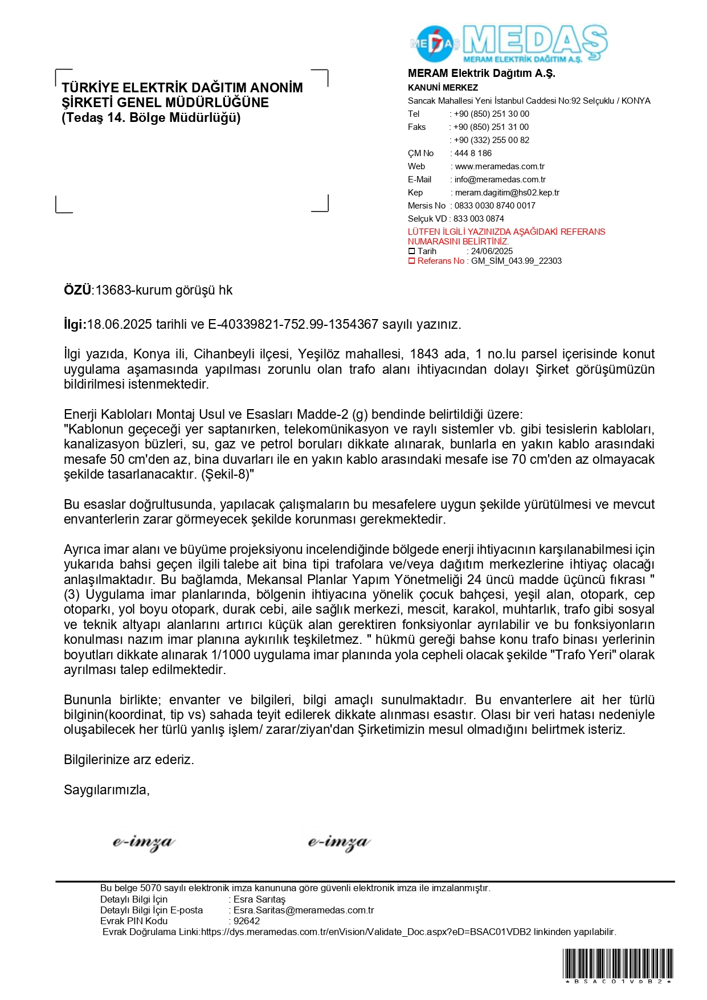 MEDAŞ
MEDAŞ
MERAM ELEKTRİK DAĞITIM A.Ş.
TÜRKİYE ELEKTRİK DAĞITIM ANONİM
ŞİRKETİ GENEL MÜDÜRLÜĞÜNE
(Tedaş 14. Bölge Müdürlüğü)
MERAM Elektrik Dağıtım A.Ş.
KANUNİ MERKEZ
Sancak Mahallesi Yeni İstanbul Caddesi No:92 Selçuklu / KONYA
Tel : +90 (850) 251 30 00
Faks : +90 (850) 251 31 00
: +90 (332) 255 00 82
ÇM No : 444 8 186
Web : www.meramedas.com.tr
E-Mail : info@meramedas.com.tr
Kep : meram.dagitim@hs02.kep.tr
Mersis No : 0833 0030 8740 0017
Selçuk VD : 833 003 0874
LÜTFEN İLGİLİ YAZINIZDA AŞAĞIDAKİ REFERANS
NUMARASINI BELİRTİNİZ.
Tarih : 24/06/2025
Referans No : GM_SİM_043.99_22303
ÖZÜ:13683-kurum görüşü hk
İlgi:18.06.2025 tarihli ve E-40339821-752.99-1354367 sayılı yazınız.
İlgi yazıda, Konya ili, Cihanbeyli ilçesi, Yeşilöz mahallesi, 1843 ada, 1 no.lu parsel içerisinde konut
uygulama aşamasında yapılması zorunlu olan trafo alanı ihtiyacından dolayı Şirket görüşümüzün
bildirilmesi istenmektedir.
Enerji Kabloları Montaj Usul ve Esasları Madde-2 (g) bendinde belirtildiği üzere:
"Kablonun geçeceği yer saptanırken, telekomünikasyon ve raylı sistemler vb. gibi tesislerin kabloları,
kanalizasyon büzleri, su, gaz ve petrol boruları dikkate alınarak, bunlarla en yakın kablo arasındaki
mesafe 50 cm'den az, bina duvarları ile en yakın kablo arasındaki mesafe ise 70 cm'den az olmayacak
şekilde tasarlanacaktır. (Şekil-8)"
Bu esaslar doğrultusunda, yapılacak çalışmaların bu mesafelere uygun şekilde yürütülmesi ve mevcut
envanterlerin zarar görmeyecek şekilde korunması gerekmektedir.
Ayrıca imar alanı ve büyüme projeksiyonu incelendiğinde bölgede enerji ihtiyacının karşılanabilmesi için
yukarıda bahsi geçen ilgili talebe ait bina tipi trafolara ve/veya dağıtım merkezlerine ihtiyaç olacağı
anlaşılmaktadır. Bu bağlamda, Mekansal Planlar Yapım Yönetmeliği 24 üncü madde üçüncü fıkrası "
(3) Uygulama imar planlarında, bölgenin ihtiyacına yönelik çocuk bahçesi, yeşil alan, otopark, cep
otoparkı, yol boyu otopark, durak cebi, aile sağlık merkezi, mescit, karakol, muhtarlık, trafo gibi sosyal
ve teknik altyapı alanlarını artırıcı küçük alan gerektiren fonksiyonlar ayrılabilir ve bu fonksiyonların
konulması nazım imar planına aykırılık teşkiletmez. " hükmü gereği bahse konu trafo binası yerlerinin
boyutları dikkate alınarak 1/1000 uygulama imar planında yola cepheli olacak şekilde "Trafo Yeri" olarak
ayrılması talep edilmektedir.
Bununla birlikte; envanter ve bilgileri, bilgi amaçlı sunulmaktadır. Bu envanterlere ait her türlü
bilginin(koordinat, tip vs) sahada teyit edilerek dikkate alınması esastır. Olası bir veri hatası nedeniyle
oluşabilecek her türlü yanlış işlem/ zarar/ziyan'dan Şirketimizin mesul olmadığını belirtmek isteriz.
Bilgilerinize arz ederiz.
Saygılarımızla,
e-imza e-imza
Bu belge 5070 sayılı elektronik imza kanununa göre güvenli elektronik imza ile imzalanmıştır.
Detaylı Bilgi İçin : Esra Sarıtaş
Detaylı Bilgi İçin E-posta : Esra.Saritas@meramedas.com.tr
Evrak PIN Kodu : 92642
Evrak Doğrulama Linki:https://dys.meramedas.com.tr/enVision/Validate_Doc.aspx?eD=BSAC01VDB2 linkinden yapılabilir.
*BSAC01VDB2*